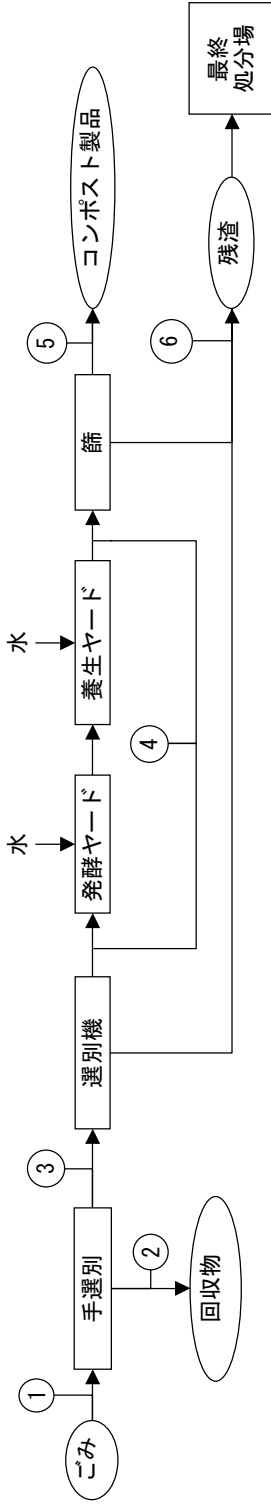 ごみ
①
手選別
②
回収物
③
選別機
水
発酵ヤード
水
養生ヤード
④
篩
⑤
コンポスト製品
⑥
残渣
最終
処分場